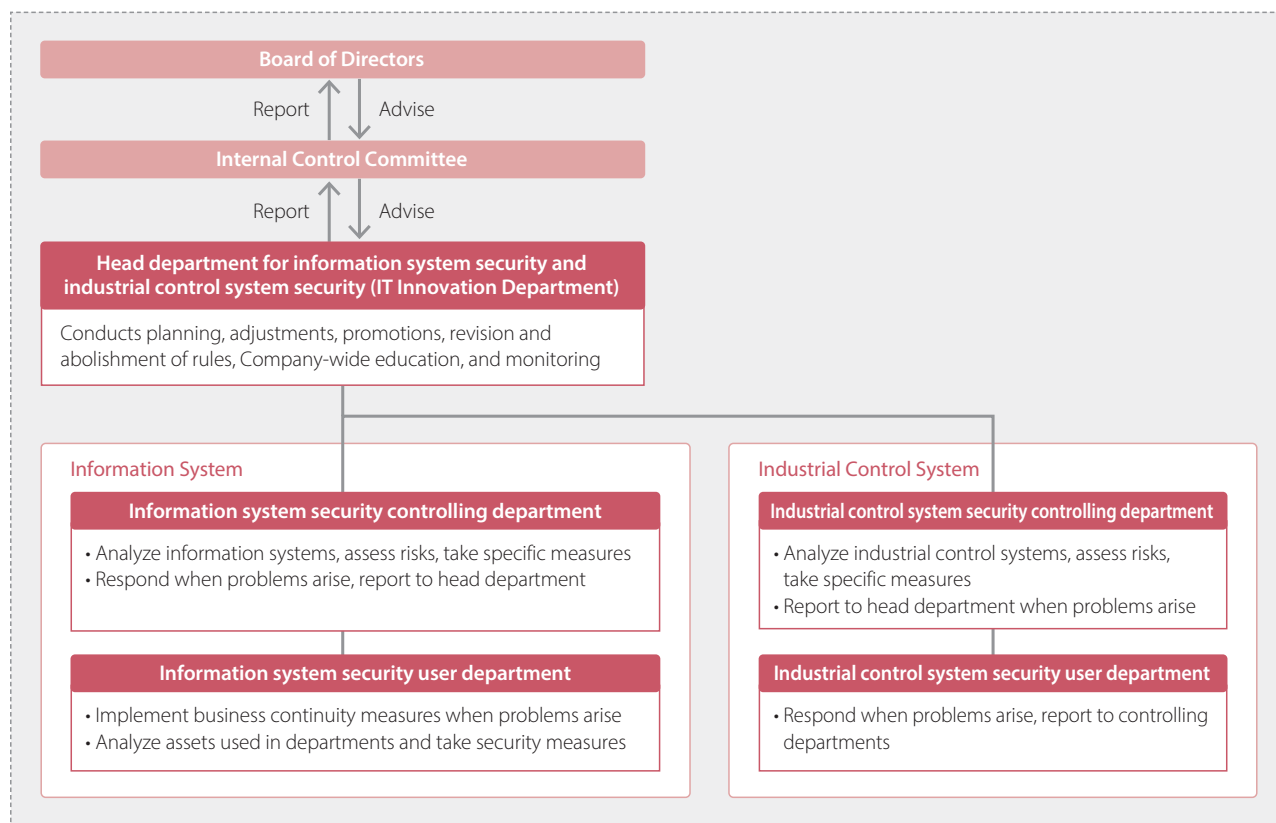 Board of Directors
Report
Advise
Internal Control Committee
Report
Advise
Head department for information system security and
industrial control system security (IT Innovation Department)
Conducts planning, adjustments, promotions, revision and
abolishment of rules, Company-wide education, and monitoring
Information System
Information system security controlling department
• Analyze information systems, assess risks, take specific measures
• Respond when problems arise, report to head department
Information system security user department
• Implement business continuity measures when problems arise
• Analyze assets used in departments and take security measures
Industrial Control System
Industrial control system security controlling department
• Analyze industrial control systems, assess risks,
take specific measures
• Report to head department when problems arise
Industrial control system security user department
• Respond when problems arise, report to controlling
departments